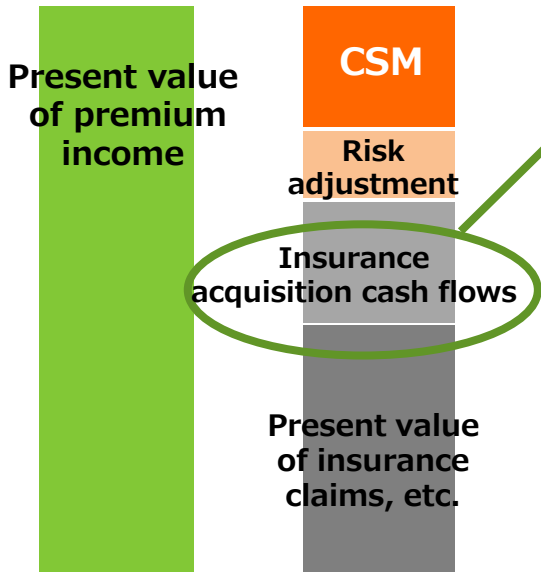 Present value
of premium
income
CSM
Risk
adjustment
Insurance
acquisition cash flows
Present value
of insurance
claims, etc.